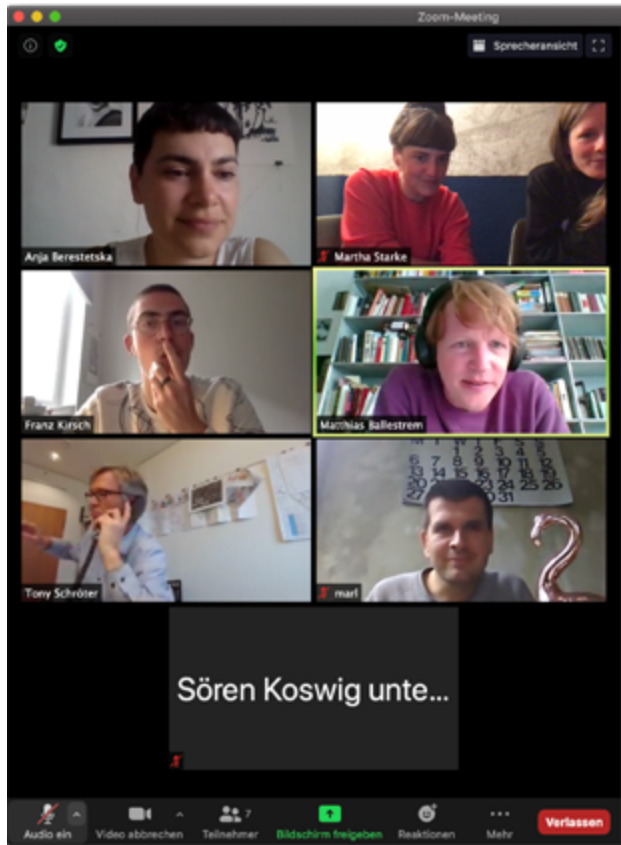 Zoom-Meeting
Sprecheransicht
Anja Berestetska
Martha Starke
Franz Kirsch
Matthias Ballestrem
Tony Schröter
marl
Sören Koswig unte...
7
Audio ein
Video abbrechen
Teilnehmer
Bildschirm freigeben
Reaktionen
Mehr
Verlassen